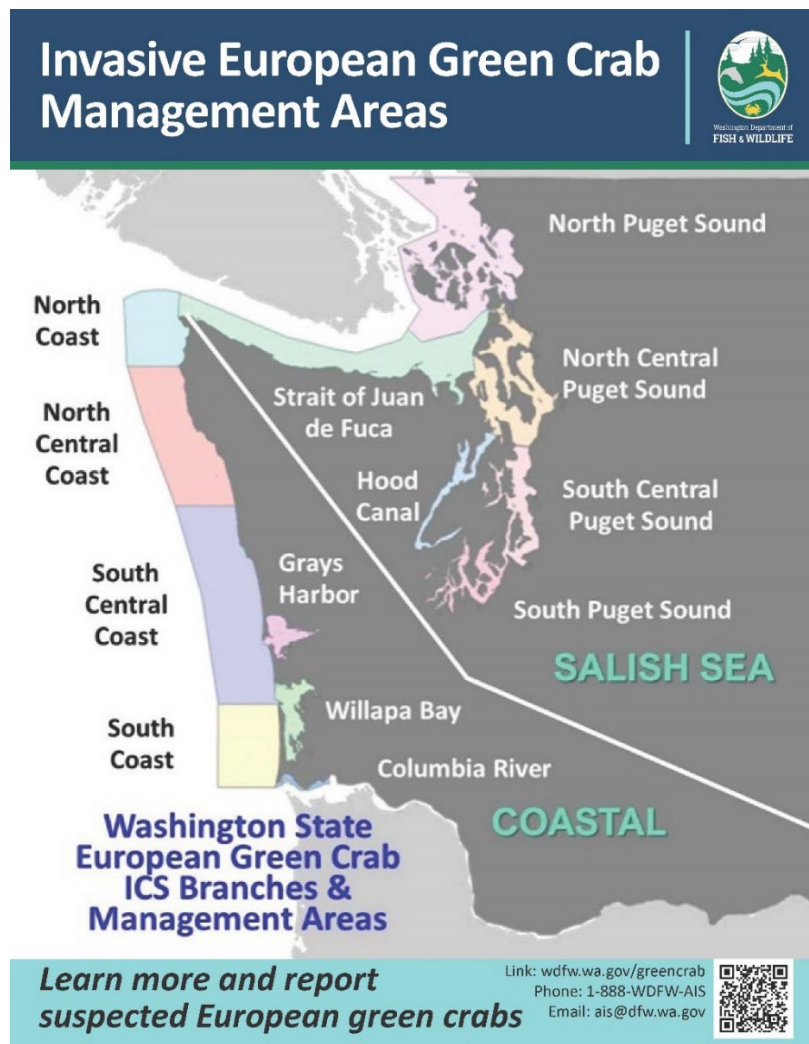 Invasive European Green Crab
Management Areas
Washington Department of
FISH & WILDLIFE
North Puget Sound
North
Coast
North Central
Puget Sound
Strait of Juan
de Fuca
North
Central
Coast
Hood
Canal
South Central
Puget Sound
Grays
Harbor
South
Central
Coast
South Puget Sound
SALISH SEA
Willapa Bay
South
Coast
Columbia River
COASTAL
Washington State
European Green Crab
ICS Branches &
Management Areas
Learn more and report
suspected European green crabs
Link: wdfw.wa.gov/greencrab
Phone: 1-888-WDFW-AIS
Email: ais@dfw.wa.gov